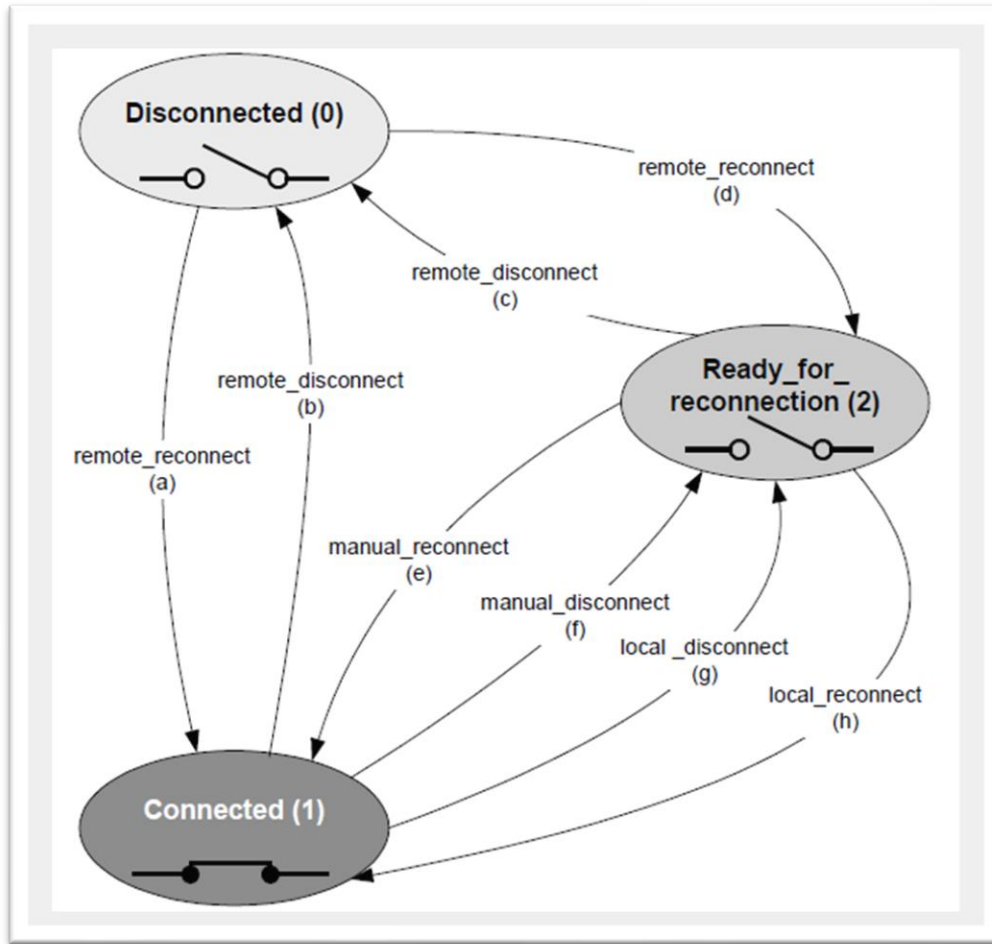 Disconnected (0)
remote_reconnect
(d)
remote_disconnect
(c)
Ready_for_
reconnection (2)
remote_disconnect
(b)
remote_reconnect
(a)
manual_reconnect
(e)
manual_disconnect
(f)
local _disconnect
(g)
local_reconnect
(h)
Connected (1)